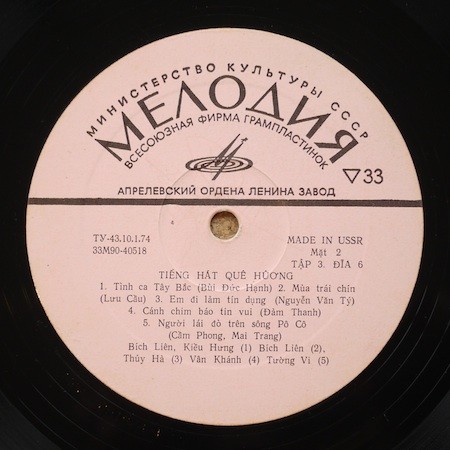 МИНИСТЕРСТВО КУЛЬТУРЫ СССР
МЕЛОДИЯ
ВСЕСОЮЗНАЯ ФИРМА ГРАМПЛАСТИНОК
▽33
АПРЕЛЕВСКИЙ ОРДЕНА ЛЕНИНА ЗАВОД
ТУ-43.10.1.74
33М90-40518
MADE IN USSR
Mặt 2
TẬP 3. ĐĨA 6
TIẾNG HÁT QUÊ HƯƠNG
1. Tình ca Tây Bắc (Bùi Đức Hạnh) 2. Mùa trái chín
(Lưu Cầu) 3. Em đi làm tín dụng (Nguyễn Văn Tý)
4. Cánh chim báo tin vui (Đàm Thanh)
5. Người lái đò trên sông Pô Cô
(Cẩm Phong, Mai Trang)
Bích Liên, Kiều Hưng (1) Bích Liên (2),
Thúy Hà (3) Vân Khánh (4) Tường Vi (5)